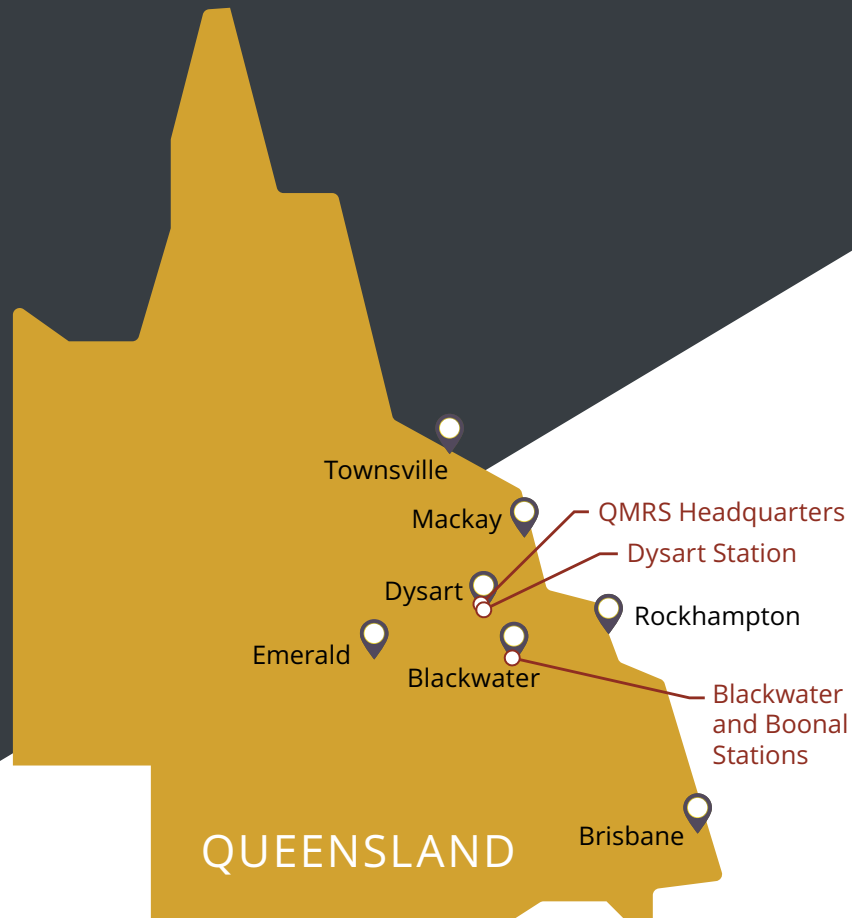 Townsville
Mackay
QMRS Headquarters
Dysart Station
Dysart
Rockhampton
Emerald
Blackwater
Blackwater
and Boonal
Stations
Brisbane
QUEENSLAND